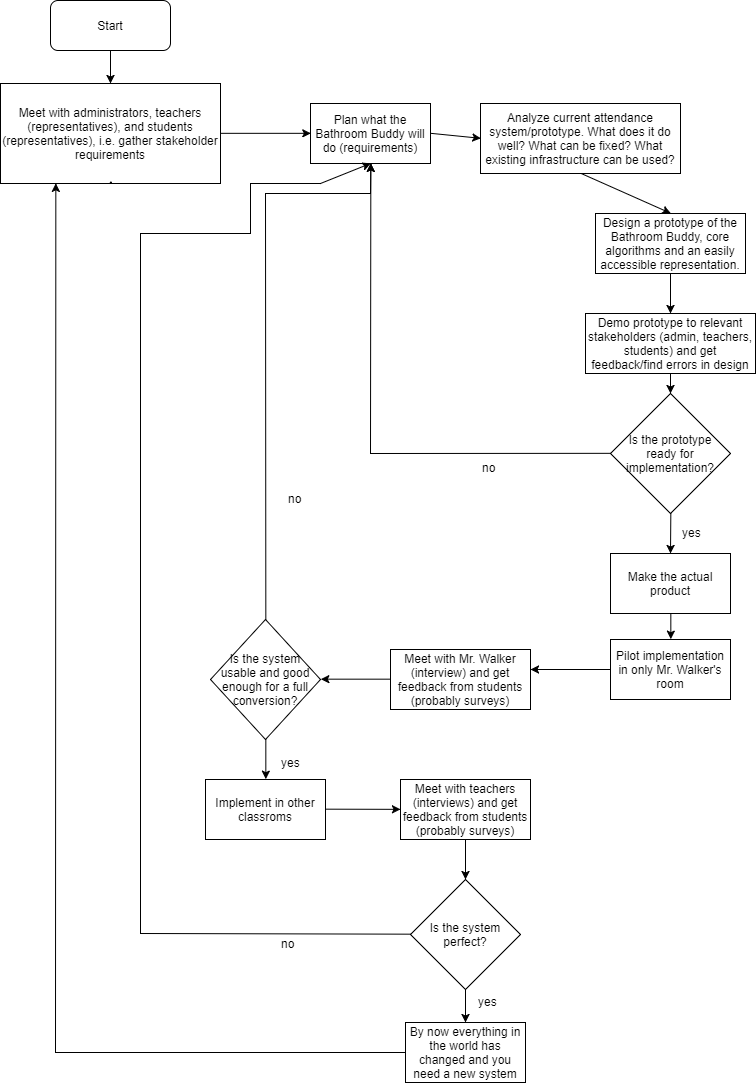 Start
Meet with administrators, teachers
(representatives), and students
(representatives), i.e. gather stakeholder
requirements
Plan what the
Bathroom Buddy will
do (requirements)
Analyze current attendance
system/prototype. What does it do
well? What can be fixed? What
existing infrastructure can be used?
Design a prototype of the
Bathroom Buddy, core
algorithms and an easily
accessible representation.
Demo prototype to relevant
stakeholders (admin, teachers,
students) and get
feedback/find errors in design
Is the prototype
ready for
implementation?
no
yes
Make the actual
product
Pilot implementation
in only Mr. Walker's
room
Meet with Mr. Walker
(interview) and get
feedback from students
(probably surveys)
Is the system
usable and good
enough for a full
conversion?
no
yes
Implement in other
classroms
Meet with teachers
(interviews) and get
feedback from students
(probably surveys)
Is the system
perfect?
no
yes
By now everything in
the world has
changed and you
need a new system